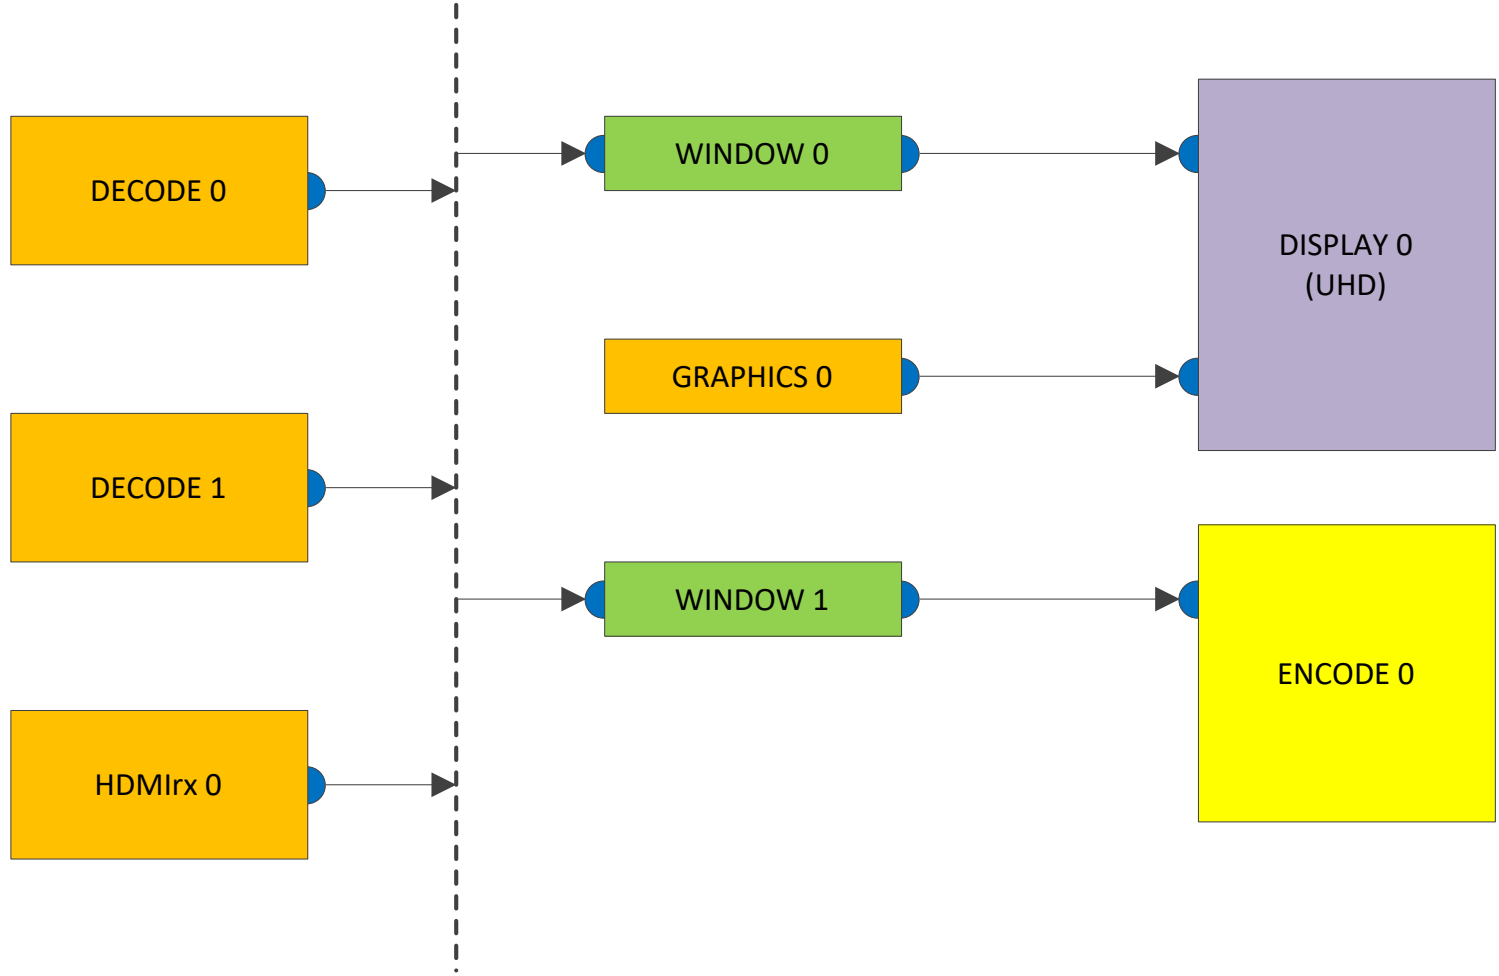 DECODE 0
WINDOW 0
DISPLAY 0
(UHD)
GRAPHICS 0
DECODE 1
WINDOW 1
ENCODE 0
HDMIrx 0